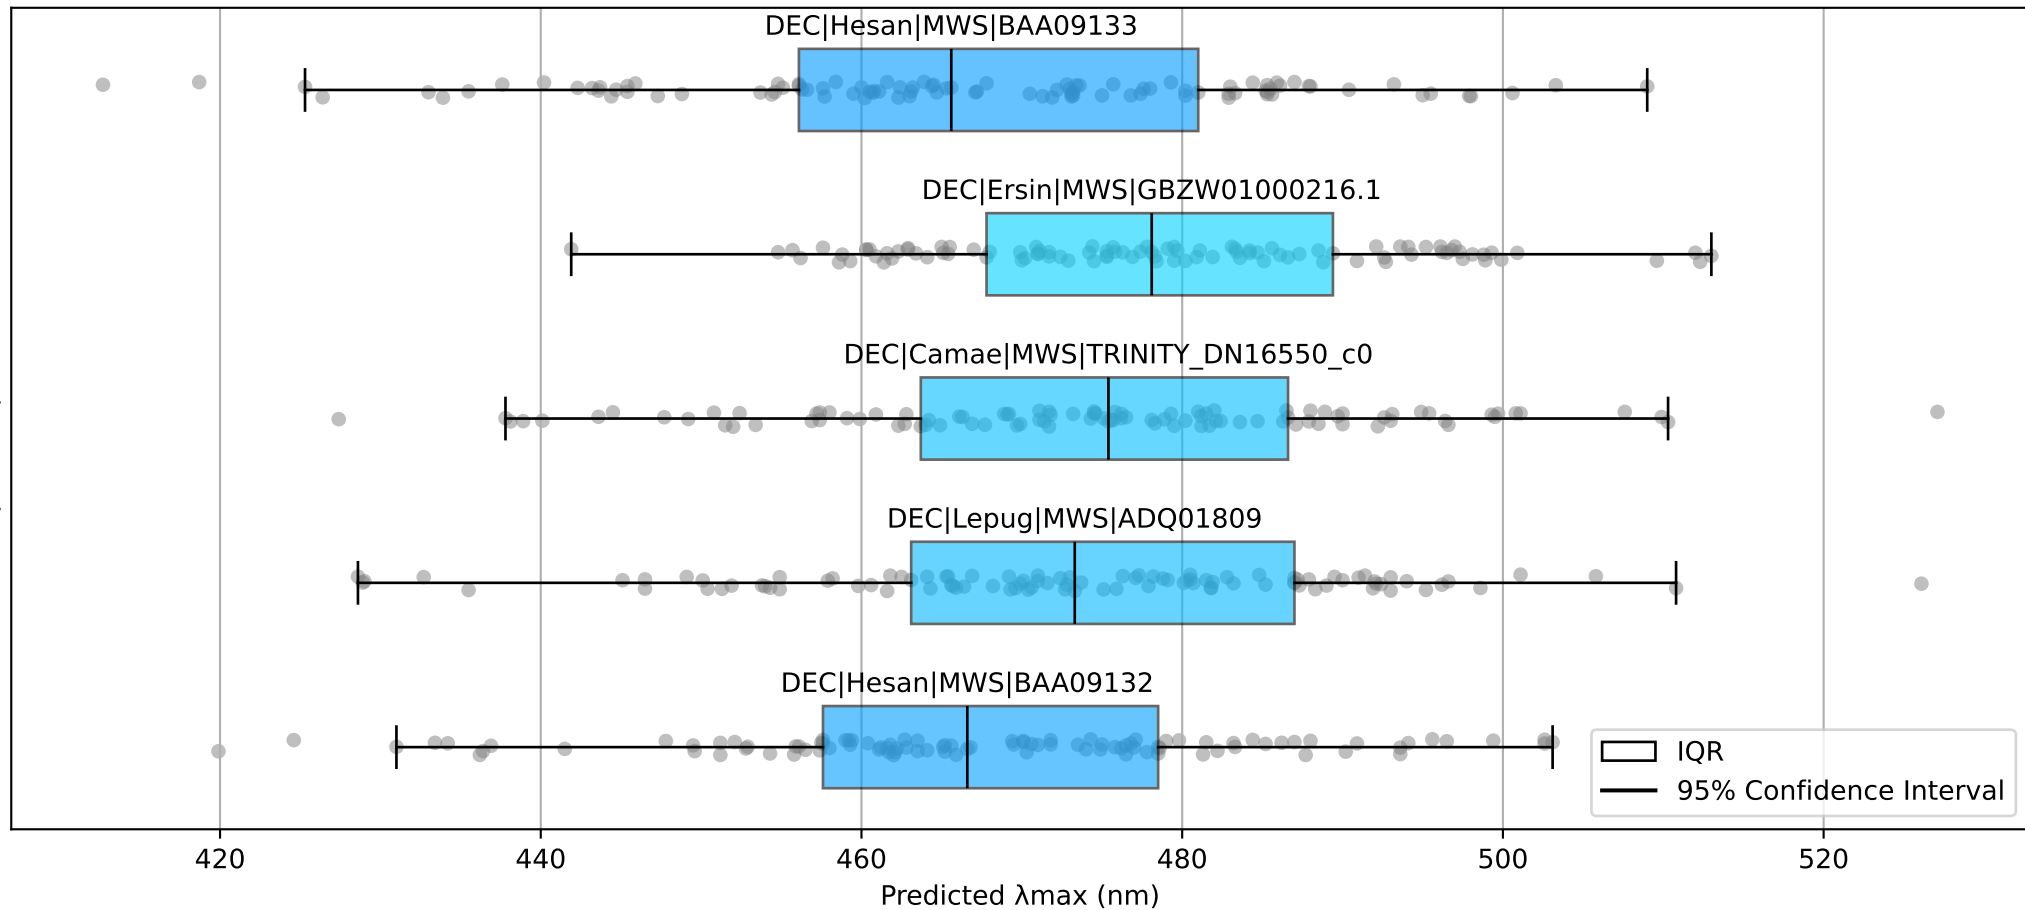 DEC|Hesan|MWS|BAA09133
DEC|Ersin|MWS|GBZW01000216.1
DEC|Camae|MWS|TRINITY_DN16550_c0
DEC|Lepug|MWS|ADQ01809
DEC|Hesan|MWS|BAA09132
IQR
95% Confidence Interval
420 440 460 480 500 520
Predicted λmax (nm)